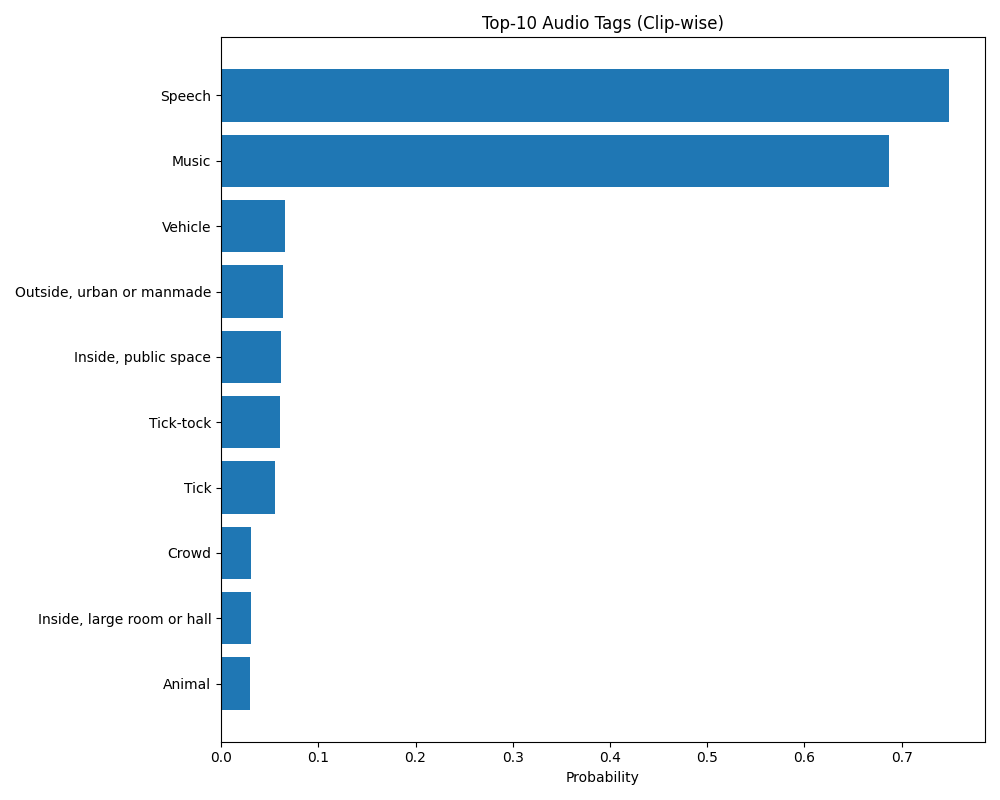 Top-10 Audio Tags (Clip-wise)
Speech
Music
Vehicle
Outside, urban or manmade
Inside, public space
Tick-tock
Tick
Crowd
Inside, large room or hall
Animal
0.0 0.1 0.2 0.3 0.4 0.5 0.6 0.7
Probability